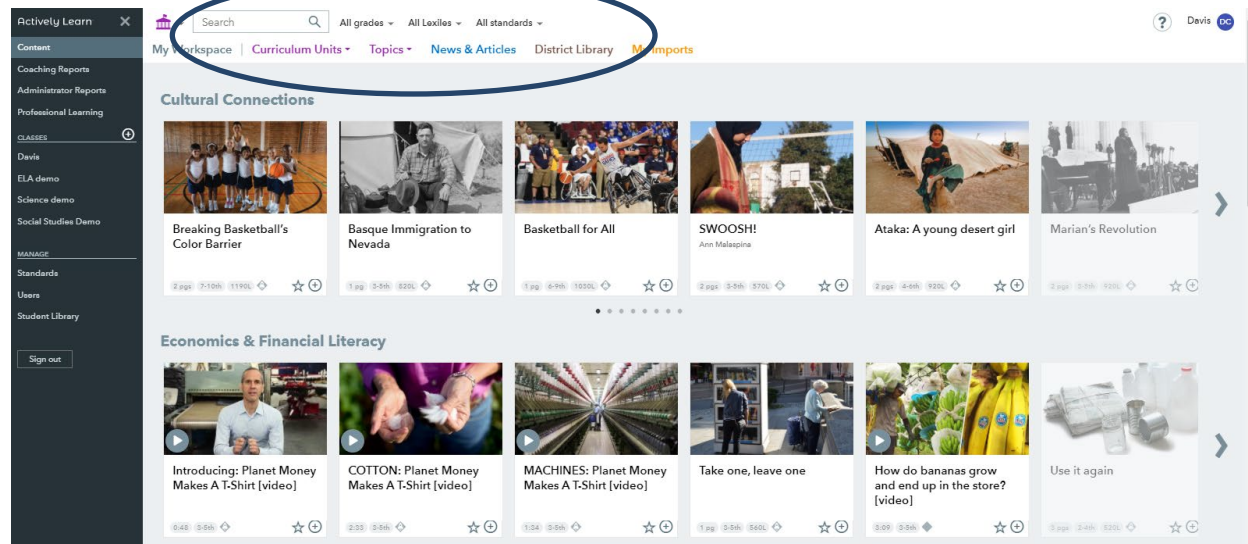 Actively Learn
Content
Coaching Reports
Administrator Reports
Professional Learning
CLASSES
Davis
ELA demo
Science demo
Social Studies Demo
MANAGE
Standards
Users
Student Library
Sign out
Search All grades All Lexiles All standards
? Davis DC
My Workspace | Curriculum Units Topics News & Articles District Library My Imports
Cultural Connections
Breaking Basketball's
Color Barrier
2 pgs 7-10th 1190L
Basque Immigration to
Nevada
1 pg 3-5th 820L
Basketball for All
1 pg 6-9th 1030L
SWOOSH!
Ann Malaspina
2 pgs 3-5th 570L
Ataka: A young desert girl
2 pgs 4-6th 920L
Marian's Revolution
Economics & Financial Literacy
Introducing: Planet Money
Makes A T-Shirt [video]
0:48 3-5th
COTTON: Planet Money
Makes A T-Shirt [video]
2:33 3-5th
MACHINES: Planet Money
Makes A T-Shirt [video]
1:34 3-5th
Take one, leave one
1 pg 3-5th 560L
How do bananas grow
and end up in the store?
[video]
3:09 3-5th
Use it again